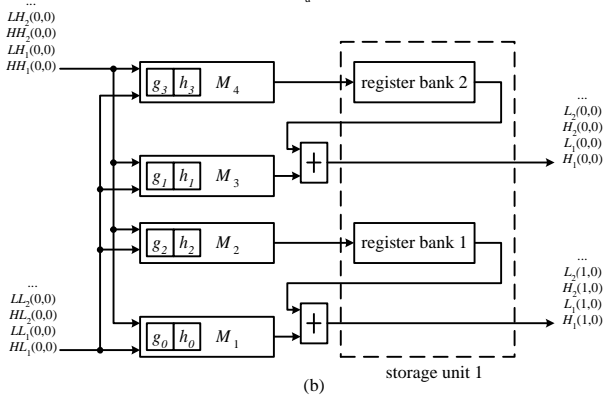 ...
LH₂(0,0)
HH₂(0,0)
LH₁(0,0)
HH₁(0,0)
g₃ h₃ M₄
register bank 2
...
L₂(0,0)
H₂(0,0)
L₁(0,0)
H₁(0,0)
+
g₁ h₁ M₃
g₂ h₂ M₂
register bank 1
...
LL₂(0,0)
HL₂(0,0)
LL₁(0,0)
HL₁(0,0)
g₀ h₀ M₁
+
...
L₂(1,0)
H₂(1,0)
L₁(1,0)
H₁(1,0)
storage unit 1
(b)